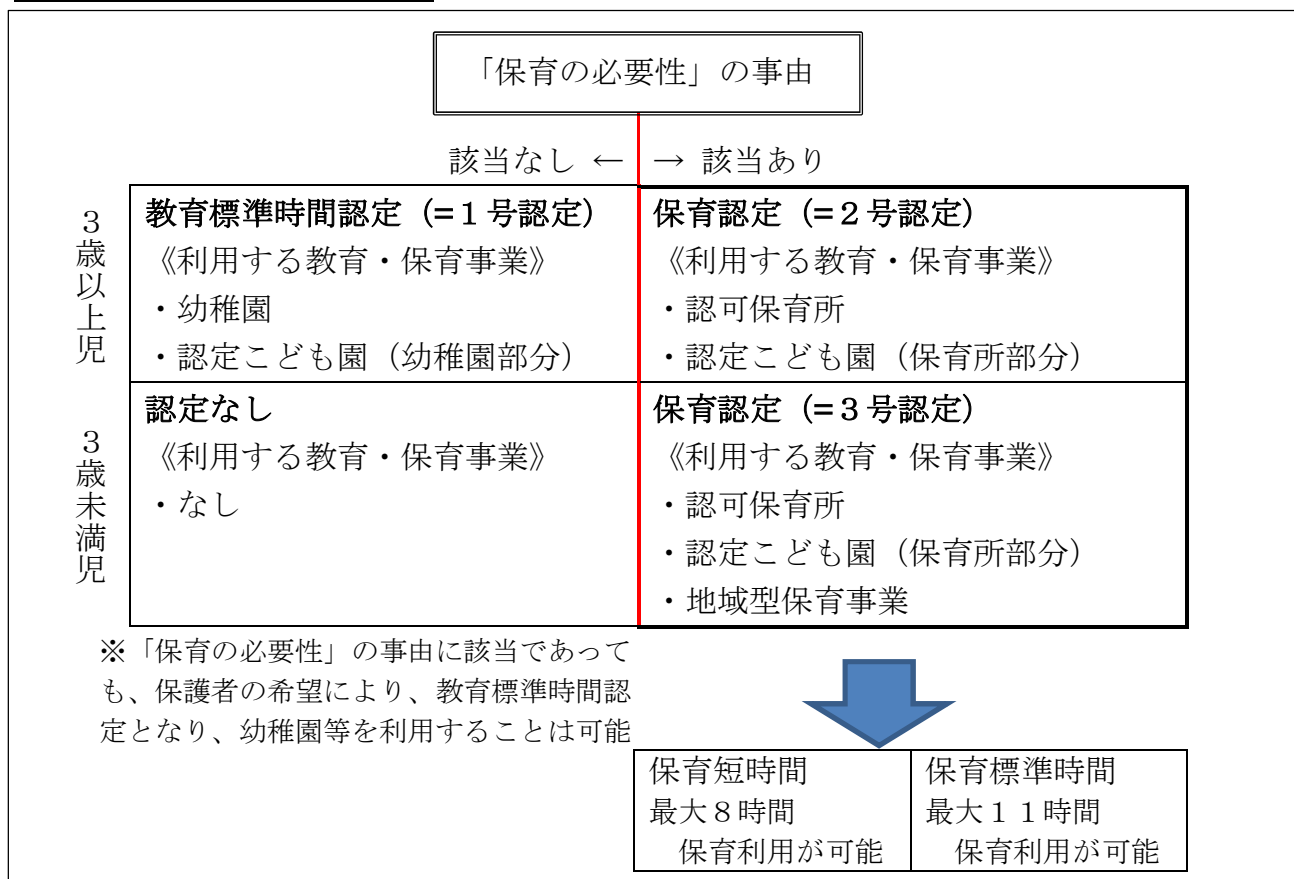 「保育の必要性」の事由
該当なし ← → 該当あり
３歳以上児
教育標準時間認定（=１号認定）
《利用する教育・保育事業》
・幼稚園
・認定こども園（幼稚園部分）
保育認定（=２号認定）
《利用する教育・保育事業》
・認可保育所
・認定こども園（保育所部分）
３歳未満児
認定なし
《利用する教育・保育事業》
・なし
保育認定（=３号認定）
《利用する教育・保育事業》
・認可保育所
・認定こども園（保育所部分）
・地域型保育事業
※「保育の必要性」の事由に該当であって
も、保護者の希望により、教育標準時間認
定となり、幼稚園等を利用することは可能
保育短時間
最大８時間
保育利用が可能
保育標準時間
最大１１時間
保育利用が可能